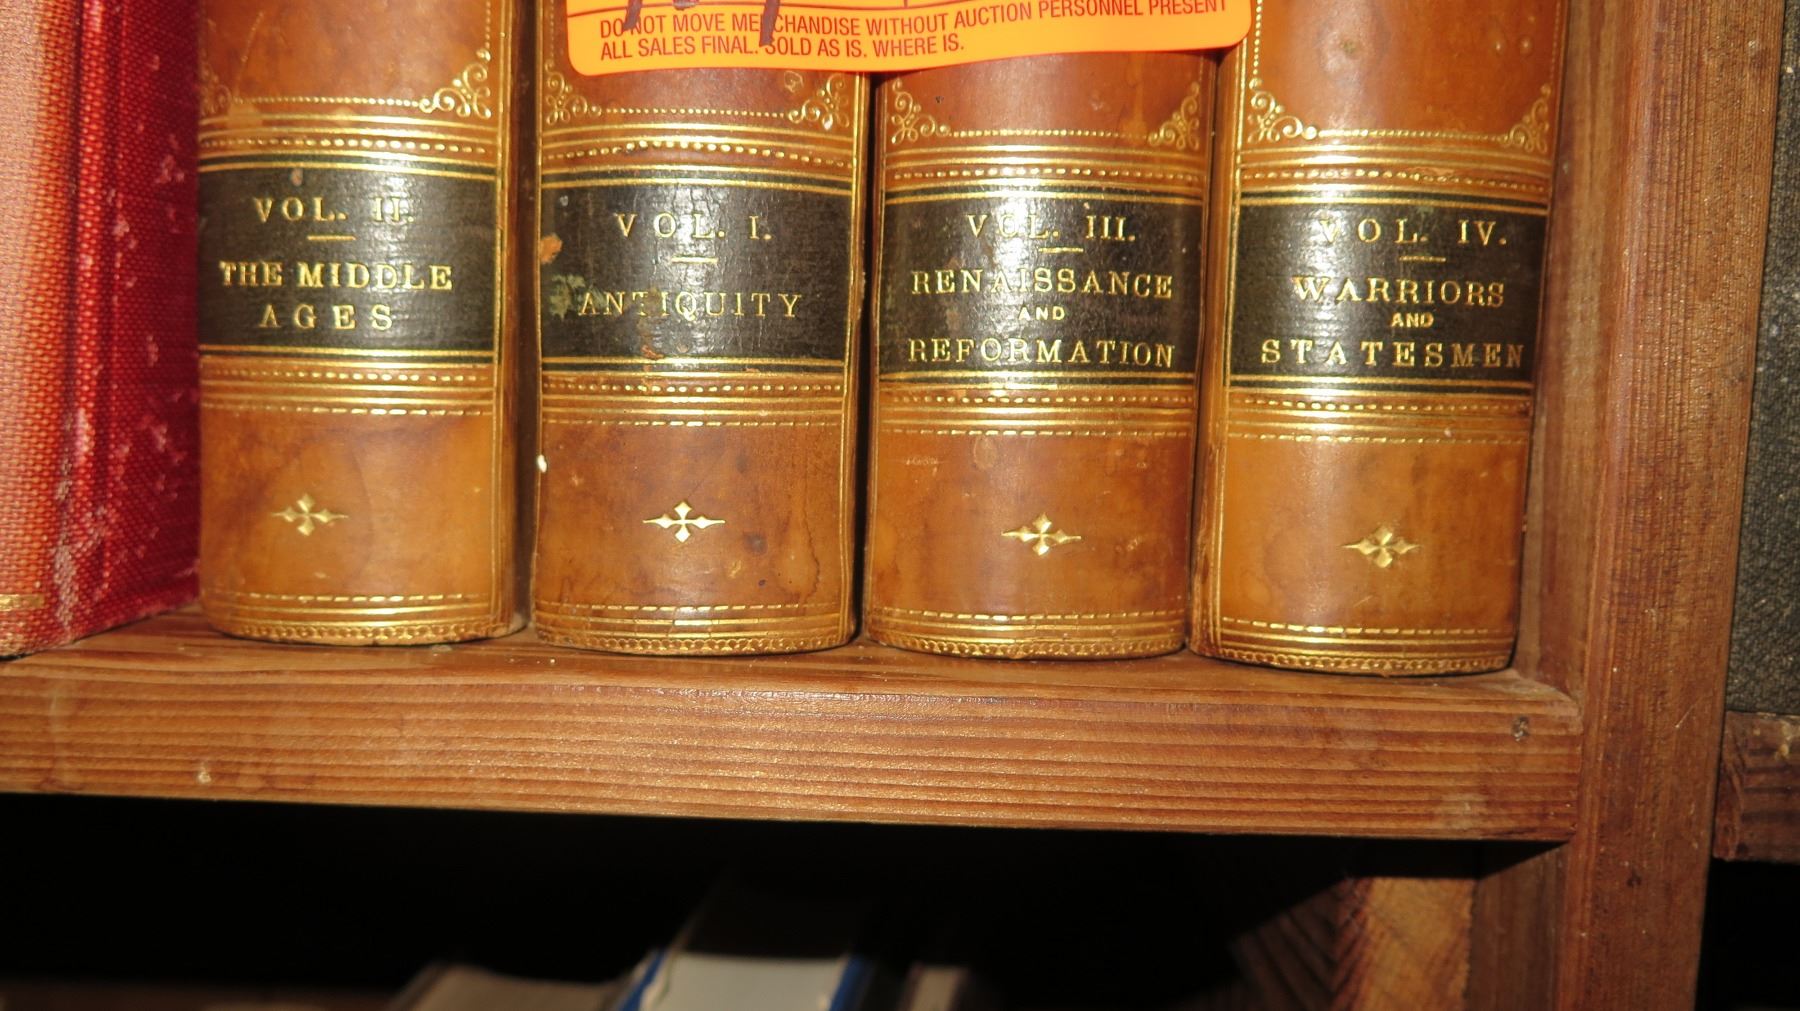 DO NOT MOVE MERCHANDISE WITHOUT AUCTION PERSONNEL PRESENT
ALL SALES FINAL. SOLD AS IS. WHERE IS.
VOL. II.
THE MIDDLE
AGES
VOL. I.
ANTIQUITY
VOL. III.
RENAISSANCE
AND
REFORMATION
VOL. IV.
WARRIORS
AND
STATESMEN